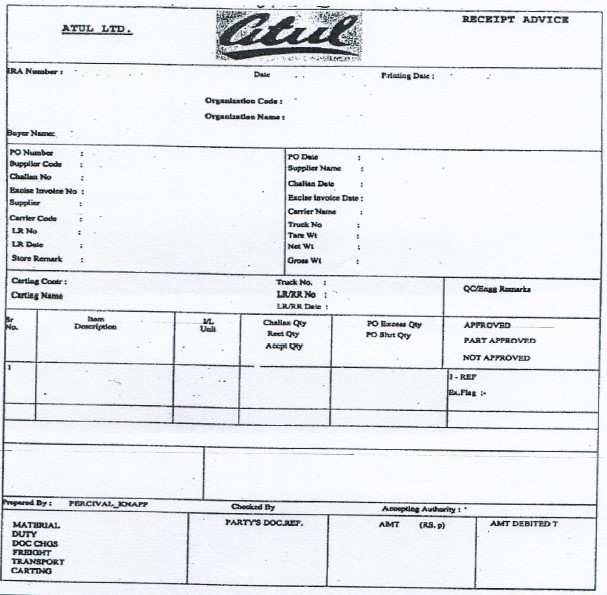 ATUL LTD.
atul
RECEIPT ADVICE
IRA Number :
Date
Printing Date :
Organization Code :
Organization Name :
Buyer Name:
PO Number :
PO Date :
Supplier Code :
Supplier Name :
Challan No :
Challan Date :
Excise Invoice No :
Excise Invoice Date :
Supplier :
Carrier Name :
Carrier Code :
Truck No :
LR No :
Tare Wt :
LR Date :
Net Wt :
Store Remark :
Gross Wt :
Carting Contr :
Truck No. :
QC/Engg Remarks
Carting Name
LR/RR No :
LR/RR Date :
Sr No.
Item Description
I/L Unit
Challan Qty
Rect Qty
Accpt Qty
PO Excess Qty
PO Shrt Qty
APPROVED
PART APPROVED
NOT APPROVED
1
I - REF
Ex.Flag :-
Prepared By : PERCIVAL_KNAPP
Checked By
Accepting Authority :
MATERIAL
DUTY
DOC CHGS
FREIGHT
TRANSPORT
CARTING
PARTY'S DOC.REF.
AMT (RS. p)
AMT DEBITED T